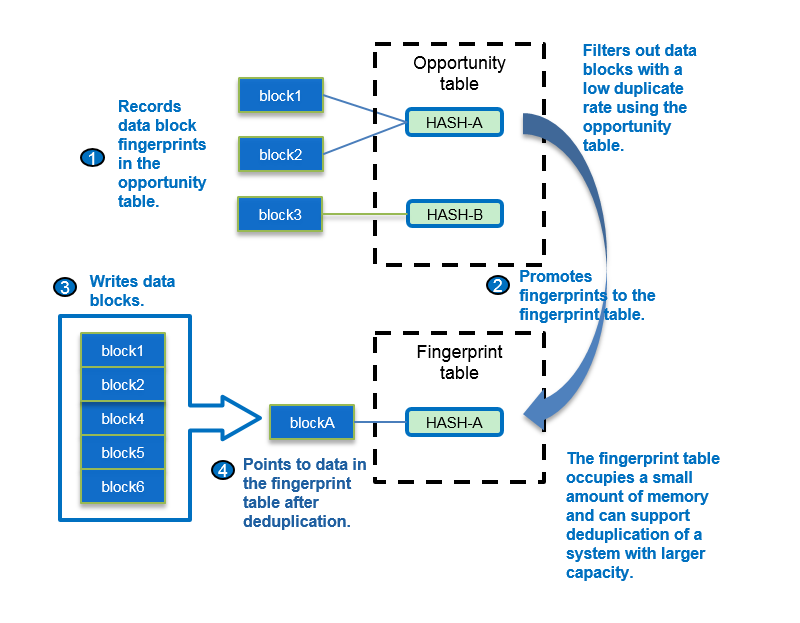 Opportunity
table
block1
HASH-A
block2
block3
HASH-B
1
Records
data block
fingerprints
in the
opportunity
table.
Filters out data
blocks with a
low duplicate
rate using the
opportunity
table.
2
Promotes
fingerprints to the
fingerprint table.
3
Writes data
blocks.
block1
block2
block4
block5
block6
blockA
Fingerprint
table
HASH-A
4
Points to data in
the fingerprint
table after
deduplication.
The fingerprint table
occupies a small
amount of memory
and can support
deduplication of a
system with larger
capacity.